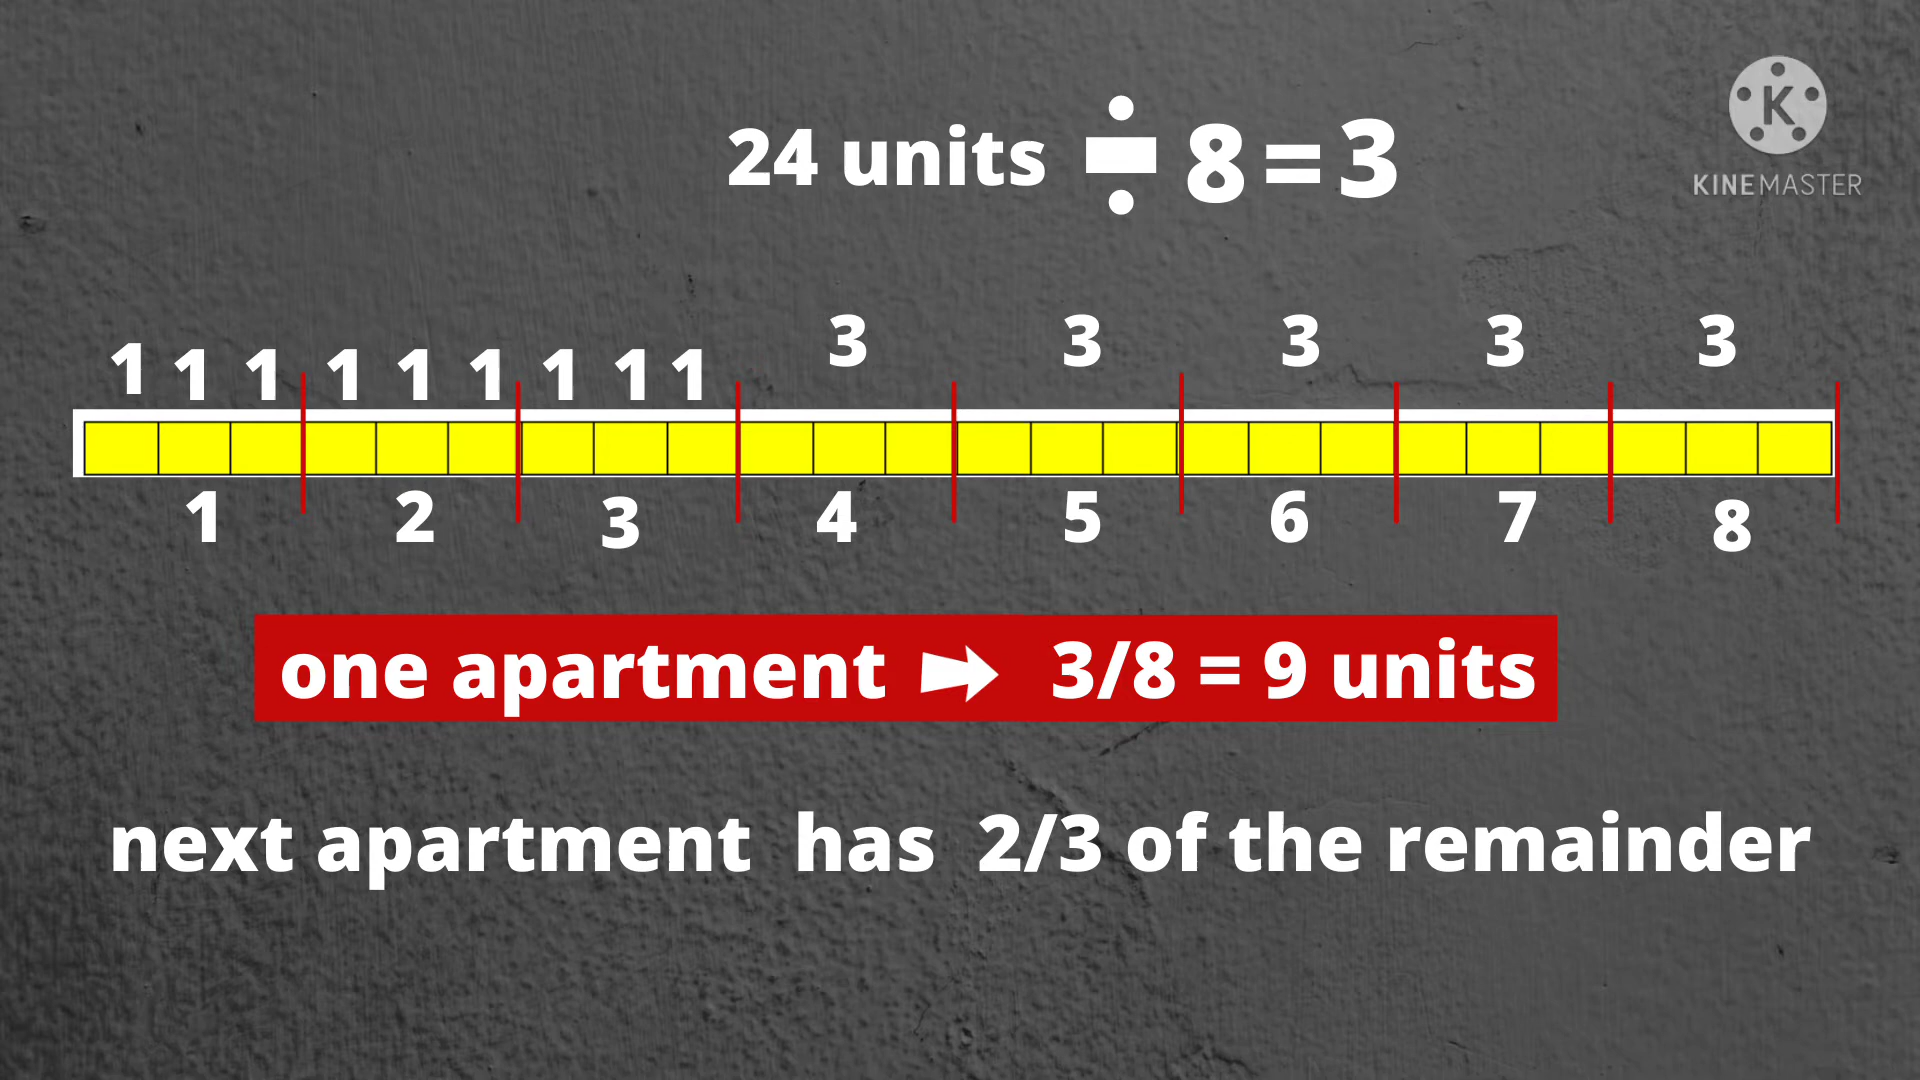 24 units ÷ 8 = 3
K
KINEMASTER
1 1 1 1 1 1 1 1 1 3 3 3 3 3
1 2 3 4 5 6 7 8
one apartment ➡ 3/8 = 9 units
next apartment has 2/3 of the remainder